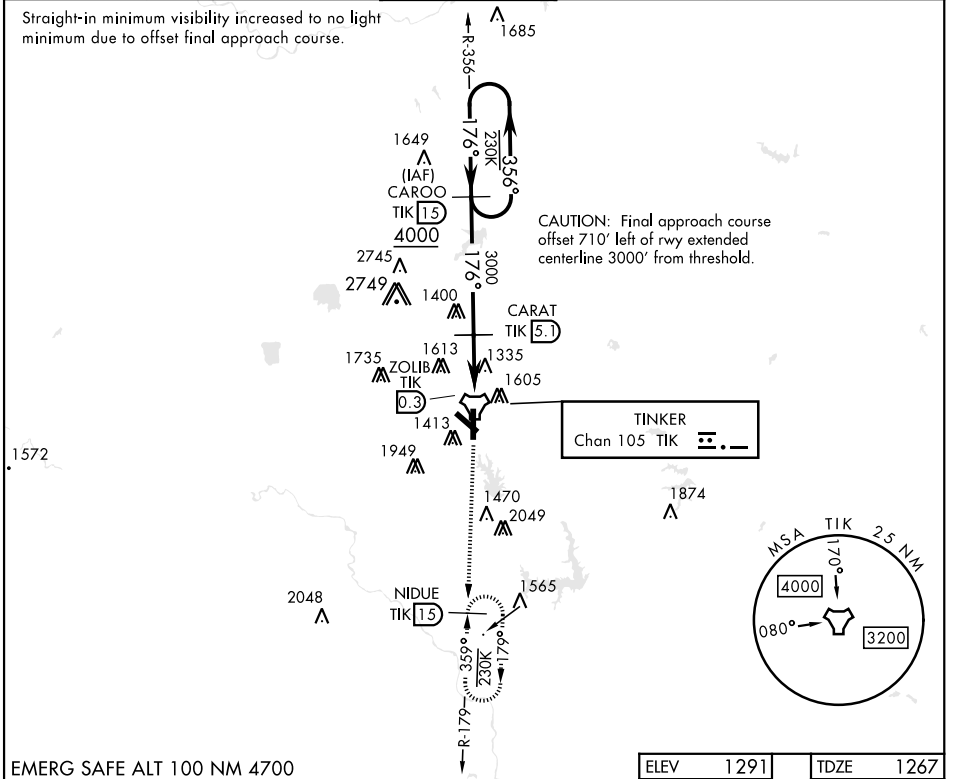 Straight-in minimum visibility increased to no light
minimum due to offset final approach course.
1685
R-356
176°
230K
356°
1649
(IAF)
CAROO
TIK 15
4000
CAUTION: Final approach course
offset 710' left of rwy extended
centerline 3000' from threshold.
2745
2749
3000
176°
1400
CARAT
TIK 5.1
1735
ZOLIB
TIK
0.3
1613
1335
1605
1413
TINKER
Chan 105 TIK
1949
1572
1470
2049
1874
MSA TIK 25 NM
170°
4000
080°
3200
2048
NIDUE
TIK 15
1565
359°
230K
179°
R-179
EMERG SAFE ALT 100 NM 4700
ELEV 1291
TDZE 1267